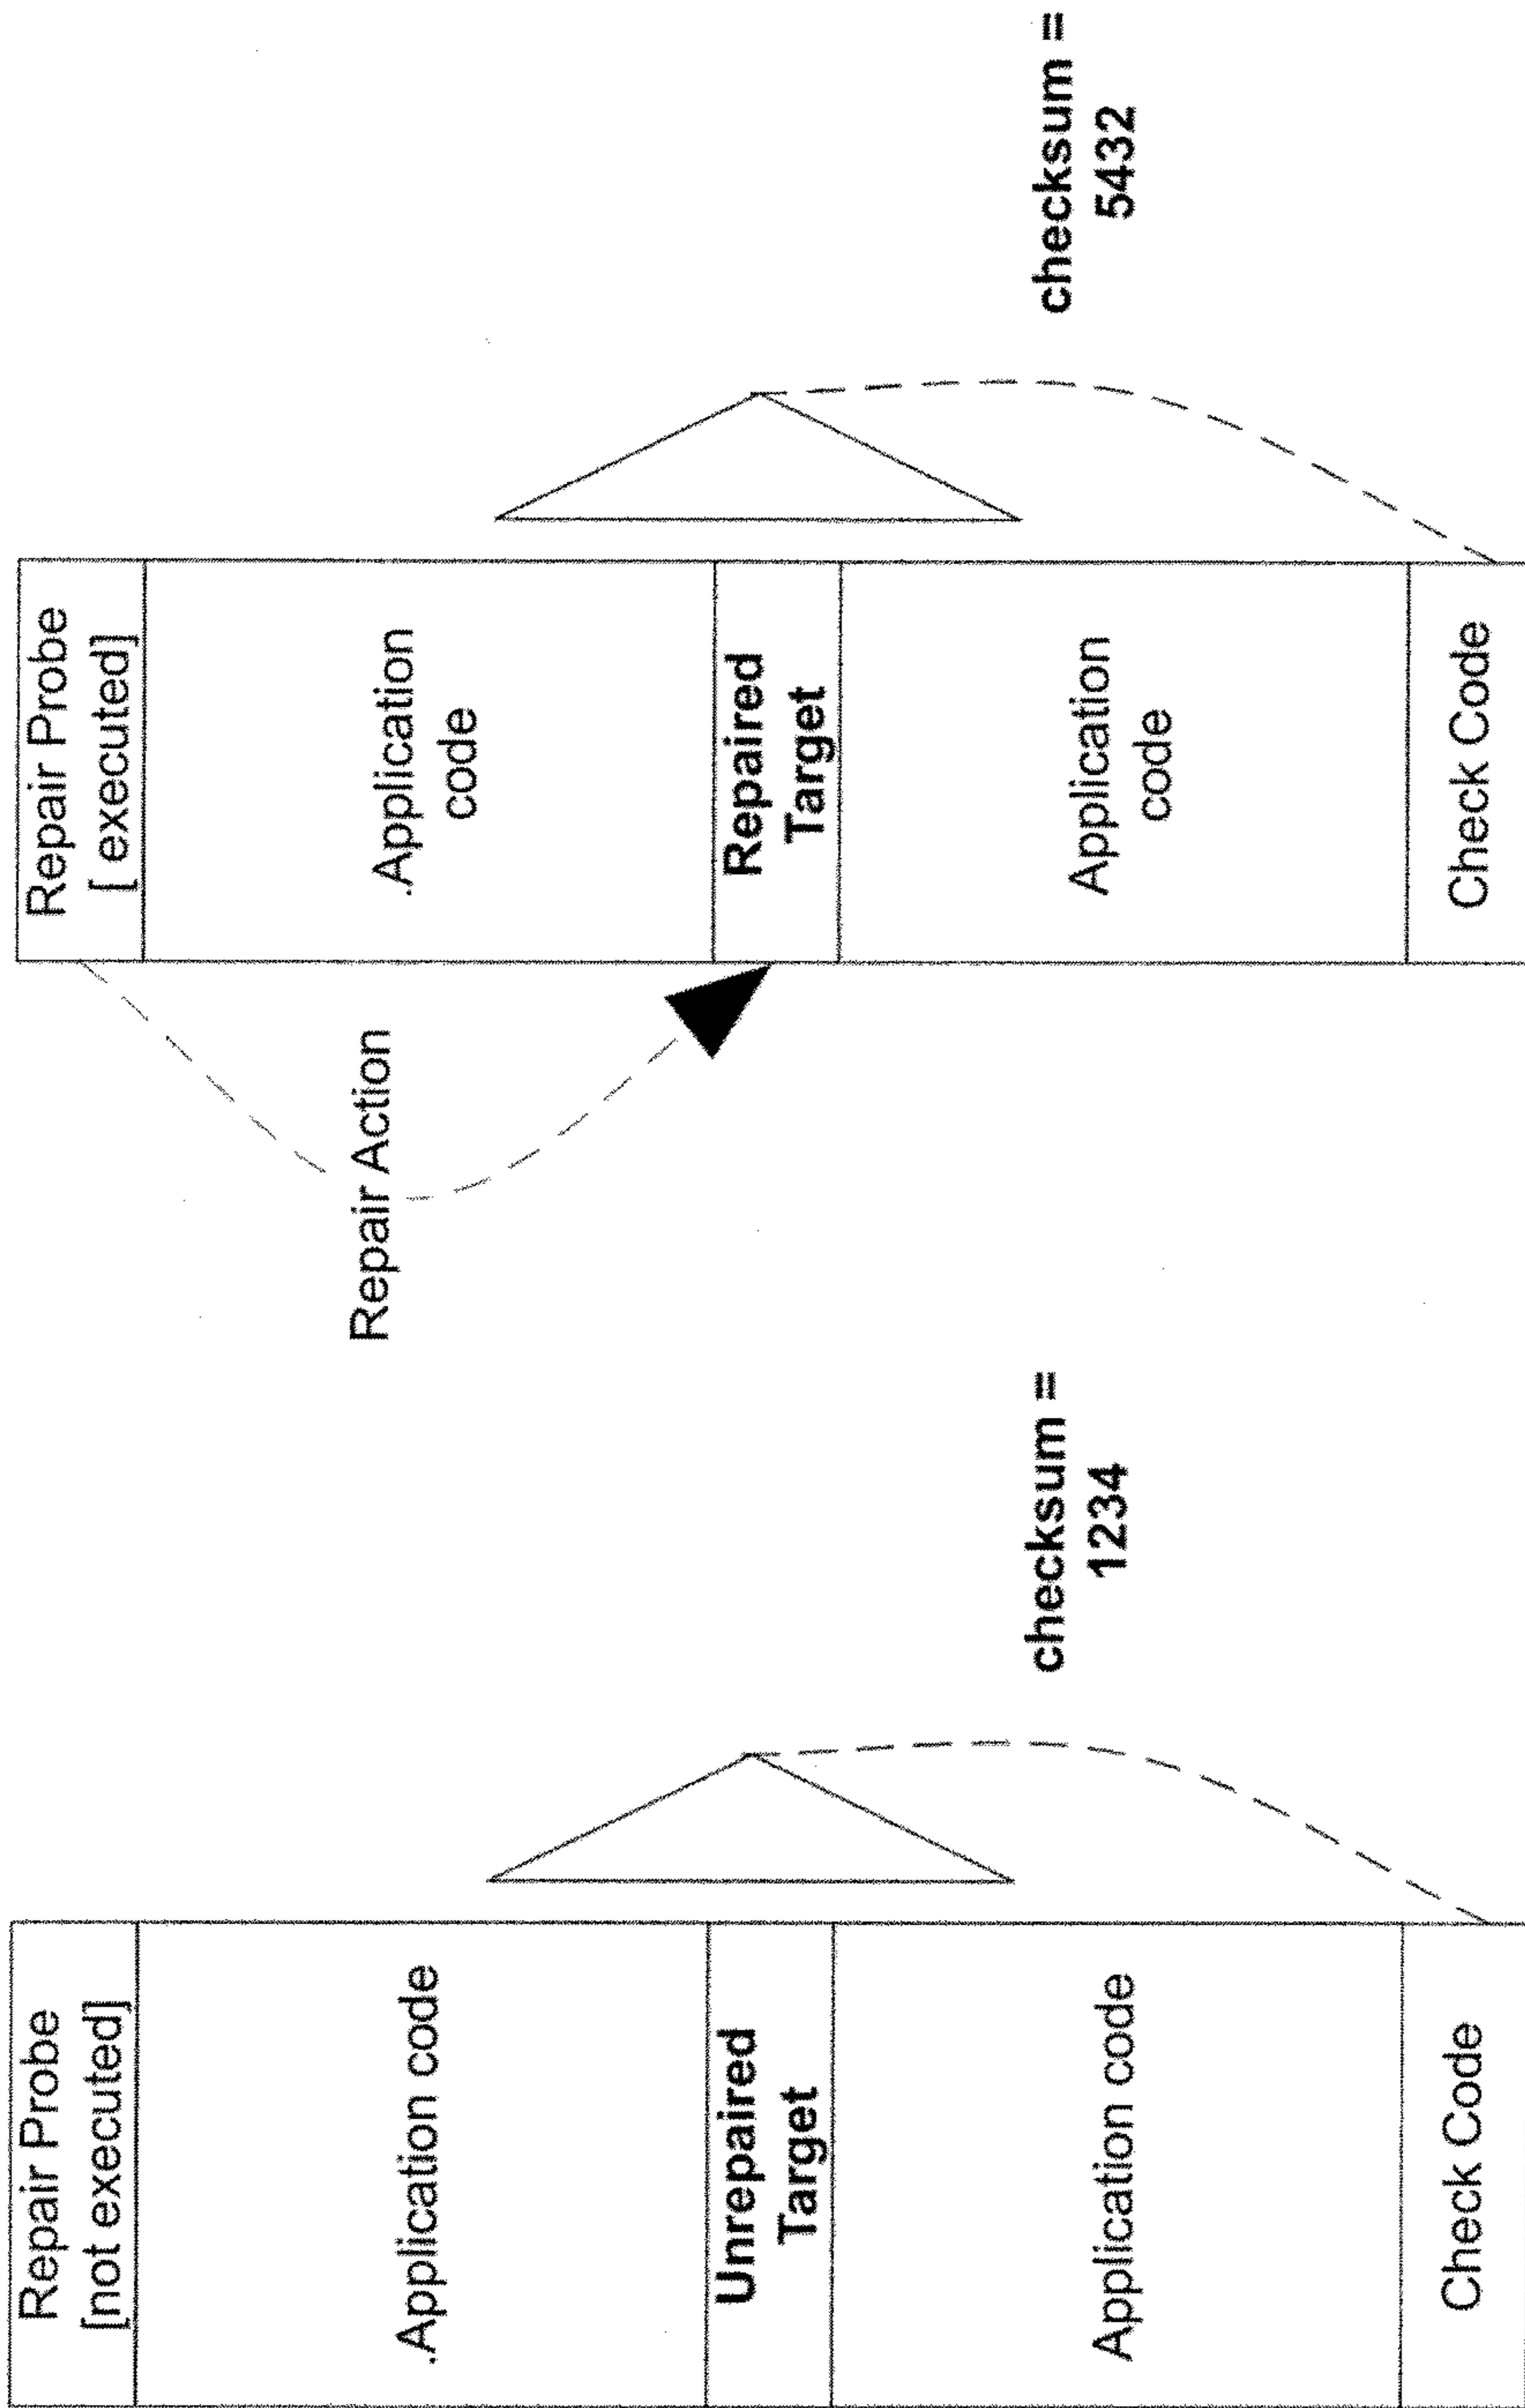 Repair Probe
[not executed]
.Application code
Unrepaired
Target
Application code
Check Code
checksum =
1234
Repair Action
Repair Probe
[ executed]
.Application
code
Repaired
Target
Application
code
Check Code
checksum =
5432